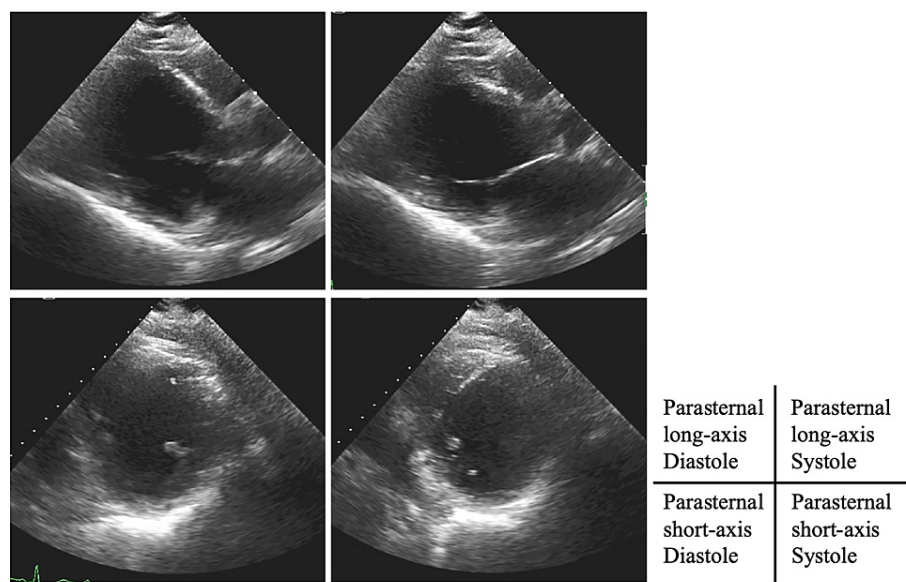 Parasternal
long-axis
Diastole
Parasternal
long-axis
Systole
Parasternal
short-axis
Diastole
Parasternal
short-axis
Systole